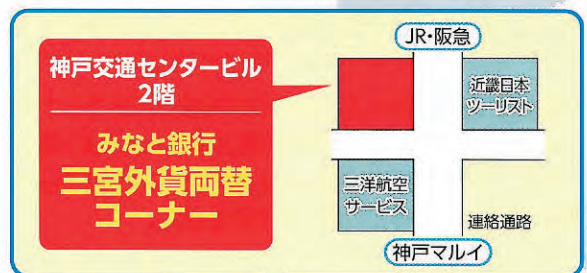 神戸交通センタービル
2階
みなと銀行
三宮外貨両替
コーナー
JR・阪急
近畿日本
ツーリスト
三洋航空
サービス
連絡通路
神戸マルイ